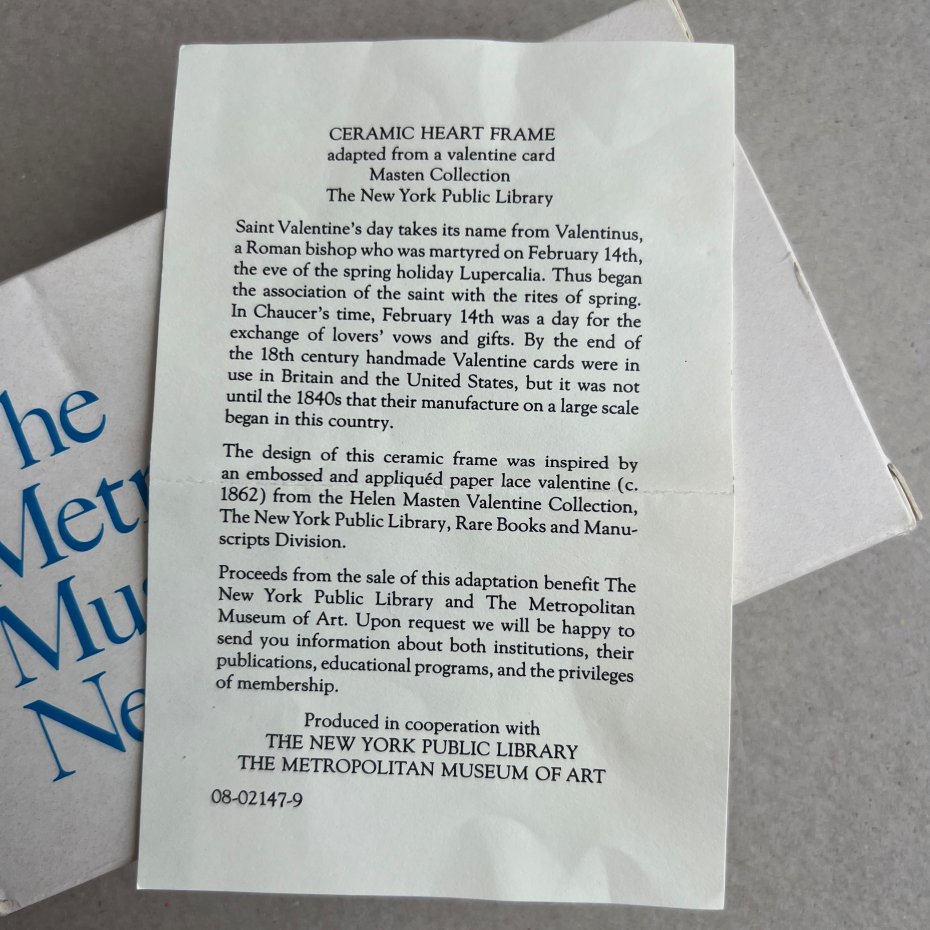 CERAMIC HEART FRAME
adapted from a valentine card
Masten Collection
The New York Public Library
Saint Valentine's day takes its name from Valentinus,
a Roman bishop who was martyred on February 14th,
the eve of the spring holiday Lupercalia. Thus began
the association of the saint with the rites of spring.
In Chaucer's time, February 14th was a day for the
exchange of lovers' vows and gifts. By the end of
the 18th century handmade Valentine cards were in
use in Britain and the United States, but it was not
until the 1840s that their manufacture on a large scale
began in this country.
The design of this ceramic frame was inspired by
an embossed and appliquéd paper lace valentine (c.
1862) from the Helen Masten Valentine Collection,
The New York Public Library, Rare Books and Manu-
scripts Division.
Proceeds from the sale of this adaptation benefit The
New York Public Library and The Metropolitan
Museum of Art. Upon request we will be happy to
send you information about both institutions, their
publications, educational programs, and the privileges
of membership.
Produced in cooperation with
THE NEW YORK PUBLIC LIBRARY
THE METROPOLITAN MUSEUM OF ART
08-02147-9
he
Metr
Mus
Ne